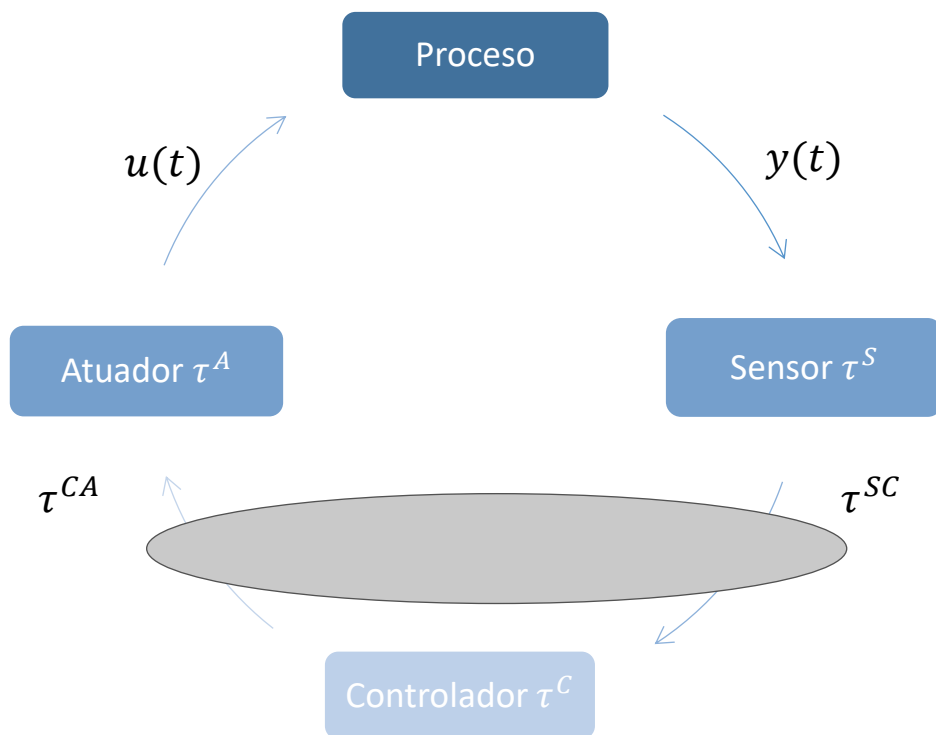 Proceso
u(t)
y(t)
Atuador τ^A
Sensor τ^S
τ^{CA}
τ^{SC}
Controlador τ^C